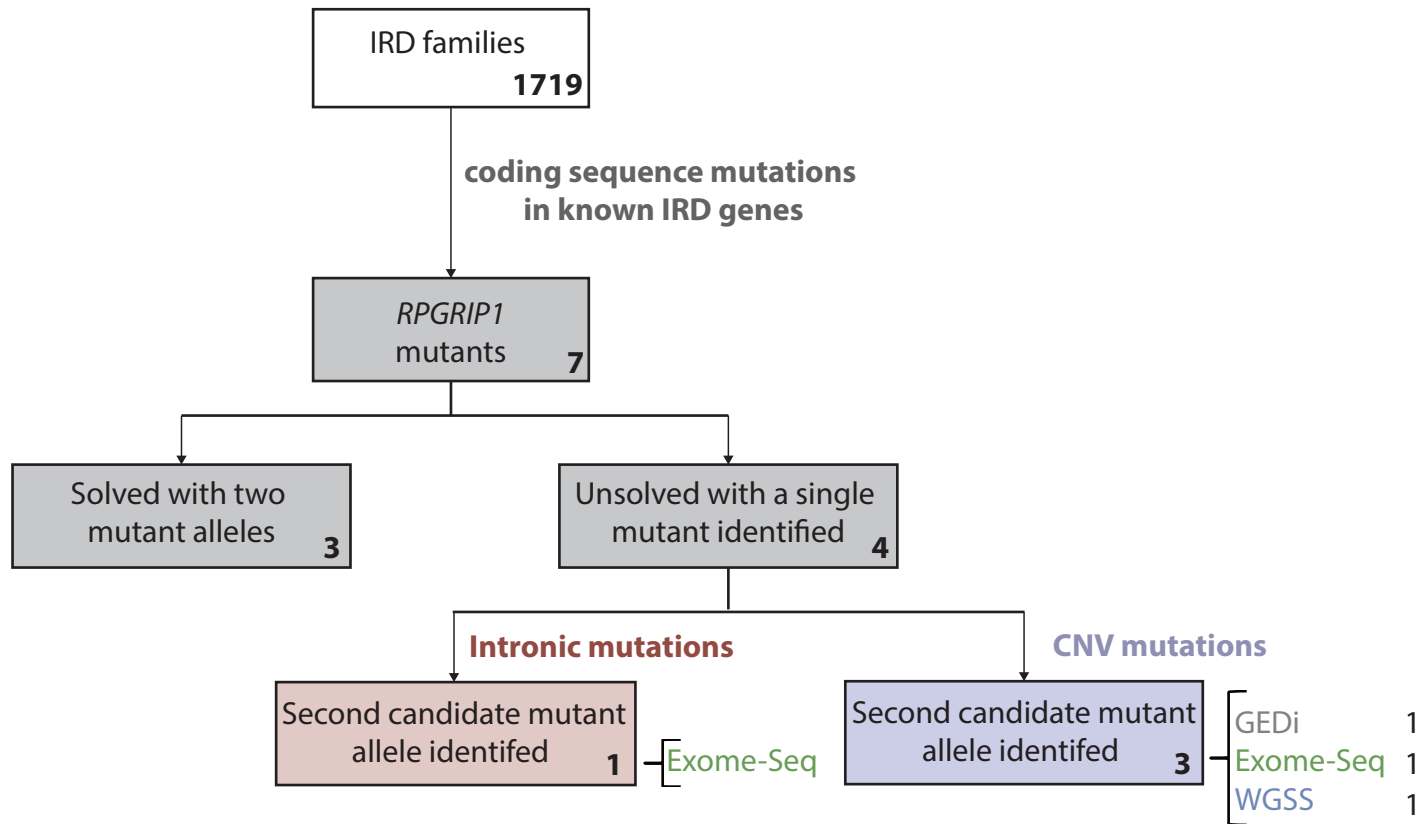 IRD families
1719
coding sequence mutations
in known IRD genes
RPGRIP1
mutants
7
Solved with two
mutant alleles
3
Unsolved with a single
mutant identified
4
Intronic mutations
CNV mutations
Second candidate mutant
allele identifed
1
Exome-Seq
Second candidate mutant
allele identifed
3
GEDi 1
Exome-Seq 1
WGSS 1